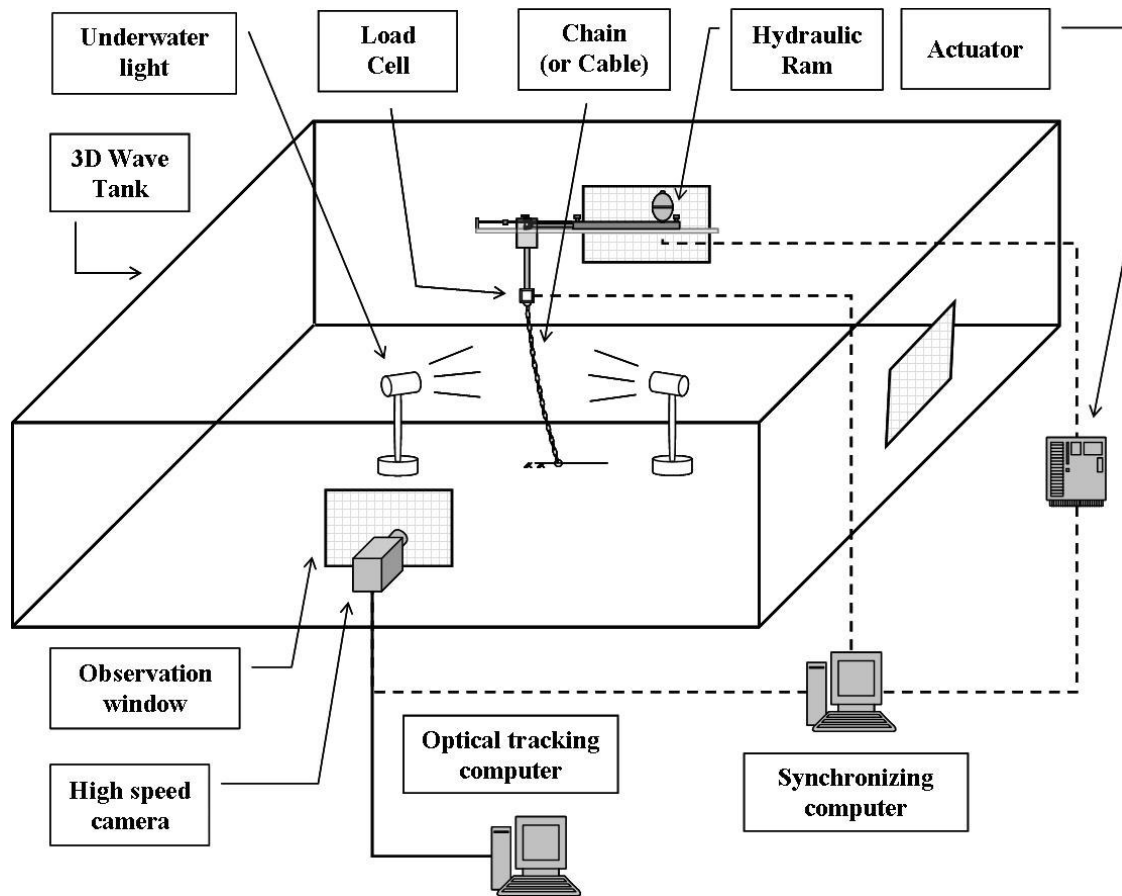 Underwater
light
Load
Cell
Chain
(or Cable)
Hydraulic
Ram
Actuator
3D Wave
Tank
Observation
window
Optical tracking
computer
Synchronizing
computer
High speed
camera